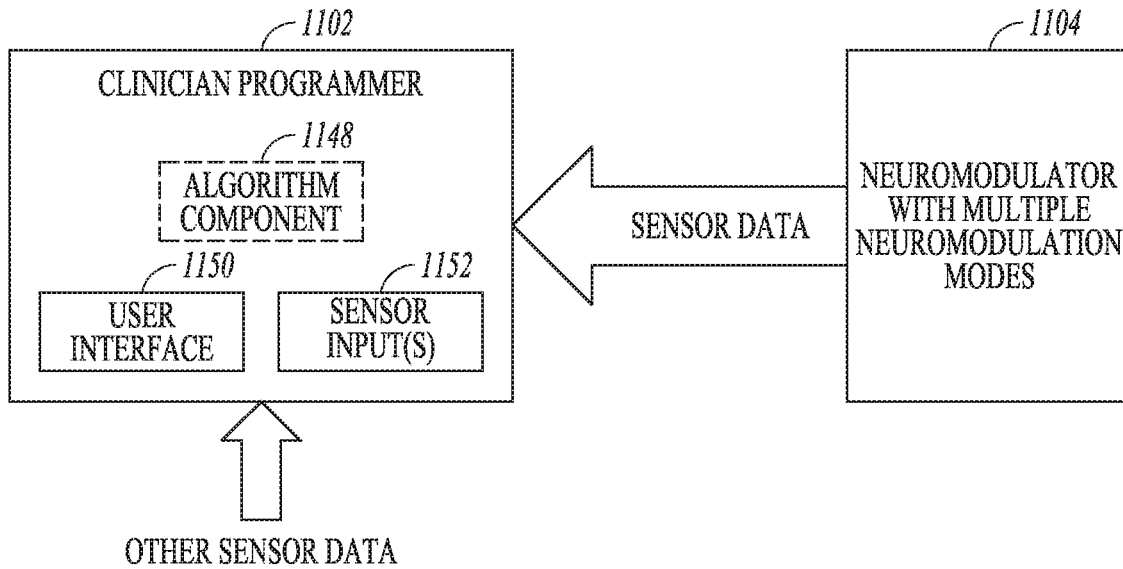 1102
CLINICIAN PROGRAMMER
1148
ALGORITHM
COMPONENT
1150
USER
INTERFACE
1152
SENSOR
INPUT(S)
SENSOR DATA
1104
NEUROMODULATOR
WITH MULTIPLE
NEUROMODULATION
MODES
OTHER SENSOR DATA